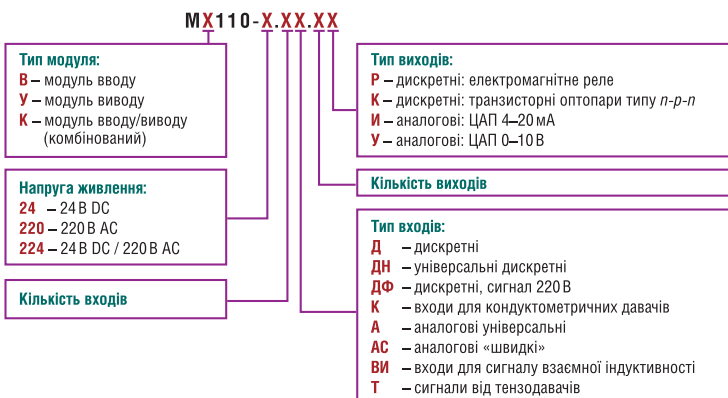 МХ110-Х.ХХ.ХХ
Тип модуля:
В – модуль вводу
У – модуль виводу
К – модуль вводу/виводу
(комбінований)
Напруга живлення:
24 – 24 В DC
220 – 220 В AC
224 – 24 В DC / 220 В AC
Кількість входів
Тип виходів:
Р – дискретні: електромагнітне реле
К – дискретні: транзисторні оптопари типу n-p-n
И – аналогові: ЦАП 4–20 мА
У – аналогові: ЦАП 0–10 В
Кількість виходів
Тип входів:
Д – дискретні
ДН – універсальні дискретні
ДФ – дискретні, сигнал 220 В
К – входи для кондуктометричних давачів
А – аналогові універсальні
АС – аналогові «швидкі»
ВИ – входи для сигналу взаємної індуктивності
Т – сигнали від тензодавачів